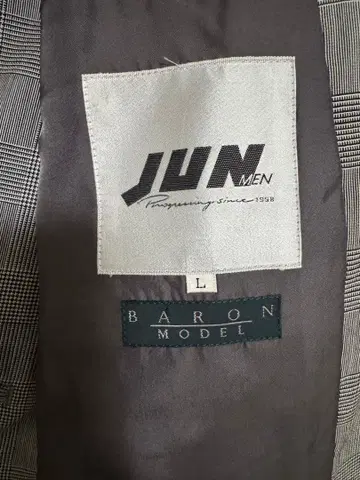 JUN
MEN
Progressing since 1958
L
BARON
MODEL